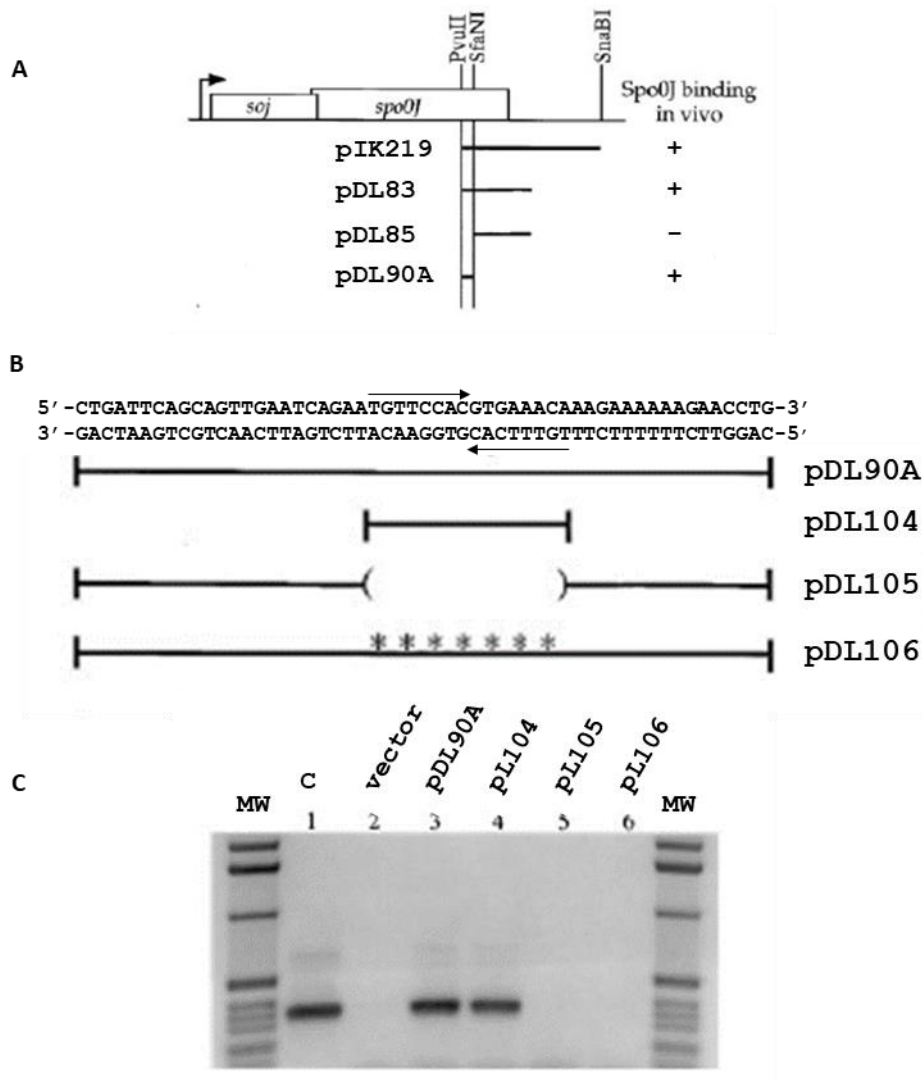 A
PvuII
SfaNI
SnaBI
soj
spo0J
Spo0J binding
in vivo
pIK219
+
pDL83
+
pDL85
−
pDL90A
+
B
5′-CTGATTCAGCAGTTGAATCAGAATGTTCCACGTGAAACAAAGAAAAAAGAACCTG-3′
3′-GACTAAGTCGTCAACTTAGTCTTACAAGGTGCACTTTGTTTCTTTTTTCTTGGAC-5′
pDL90A
pDL104
pDL105
* * * * * * *
pDL106
C
MW
C
vector
pDL90A
pL104
pL105
pL106
MW
1 2 3 4 5 6